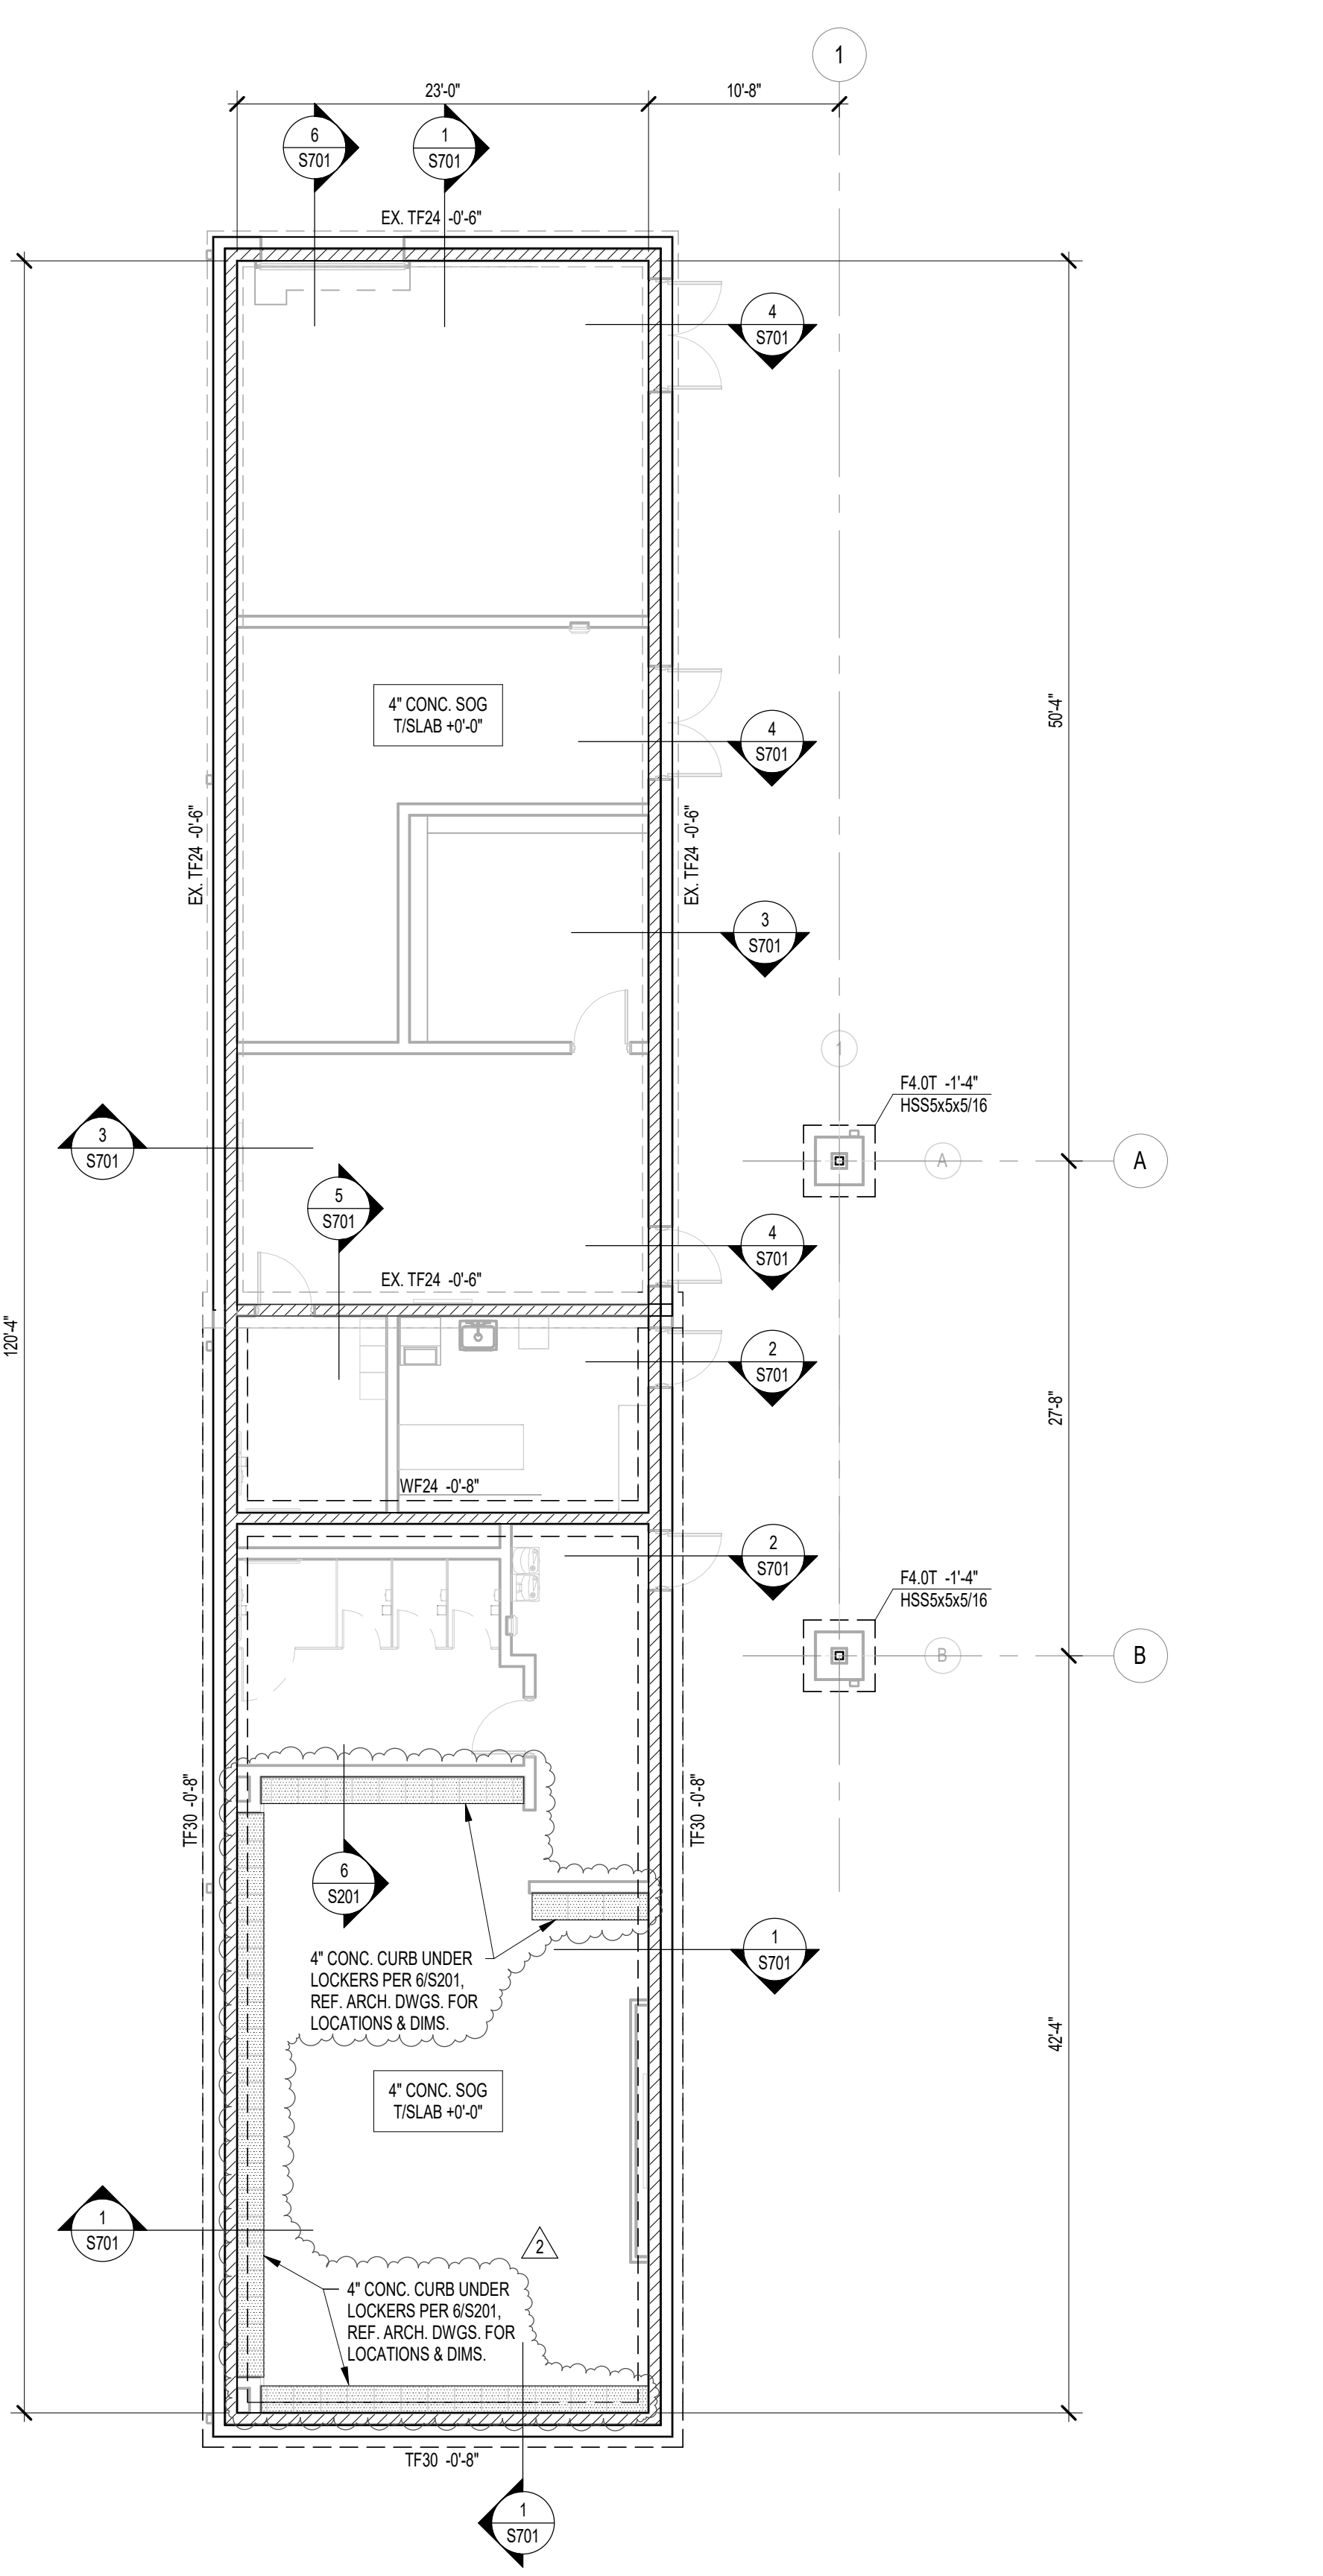 1
23'-0"
10'-8"
6
S701
1
S701
EX. TF24 -0'-6"
4
S701
4" CONC. SOG
T/SLAB +0'-0"
50'-4"
4
S701
EX. TF24 -0'-6"
EX. TF24 -0'-6"
3
S701
1
F4.0T -1'-4"
HSS5x5x5/16
3
S701
A
A
5
S701
4
S701
EX. TF24 -0'-6"
120'-4"
2
S701
27'-8"
WF24 -0'-8"
2
S701
F4.0T -1'-4"
HSS5x5x5/16
B
B
TF30 -0'-8"
TF30 -0'-8"
6
S201
1
S701
4" CONC. CURB UNDER
LOCKERS PER 6/S201,
REF. ARCH. DWGS. FOR
LOCATIONS & DIMS.
42'-4"
4" CONC. SOG
T/SLAB +0'-0"
1
S701
2
4" CONC. CURB UNDER
LOCKERS PER 6/S201,
REF. ARCH. DWGS. FOR
LOCATIONS & DIMS.
TF30 -0'-8"
1
S701